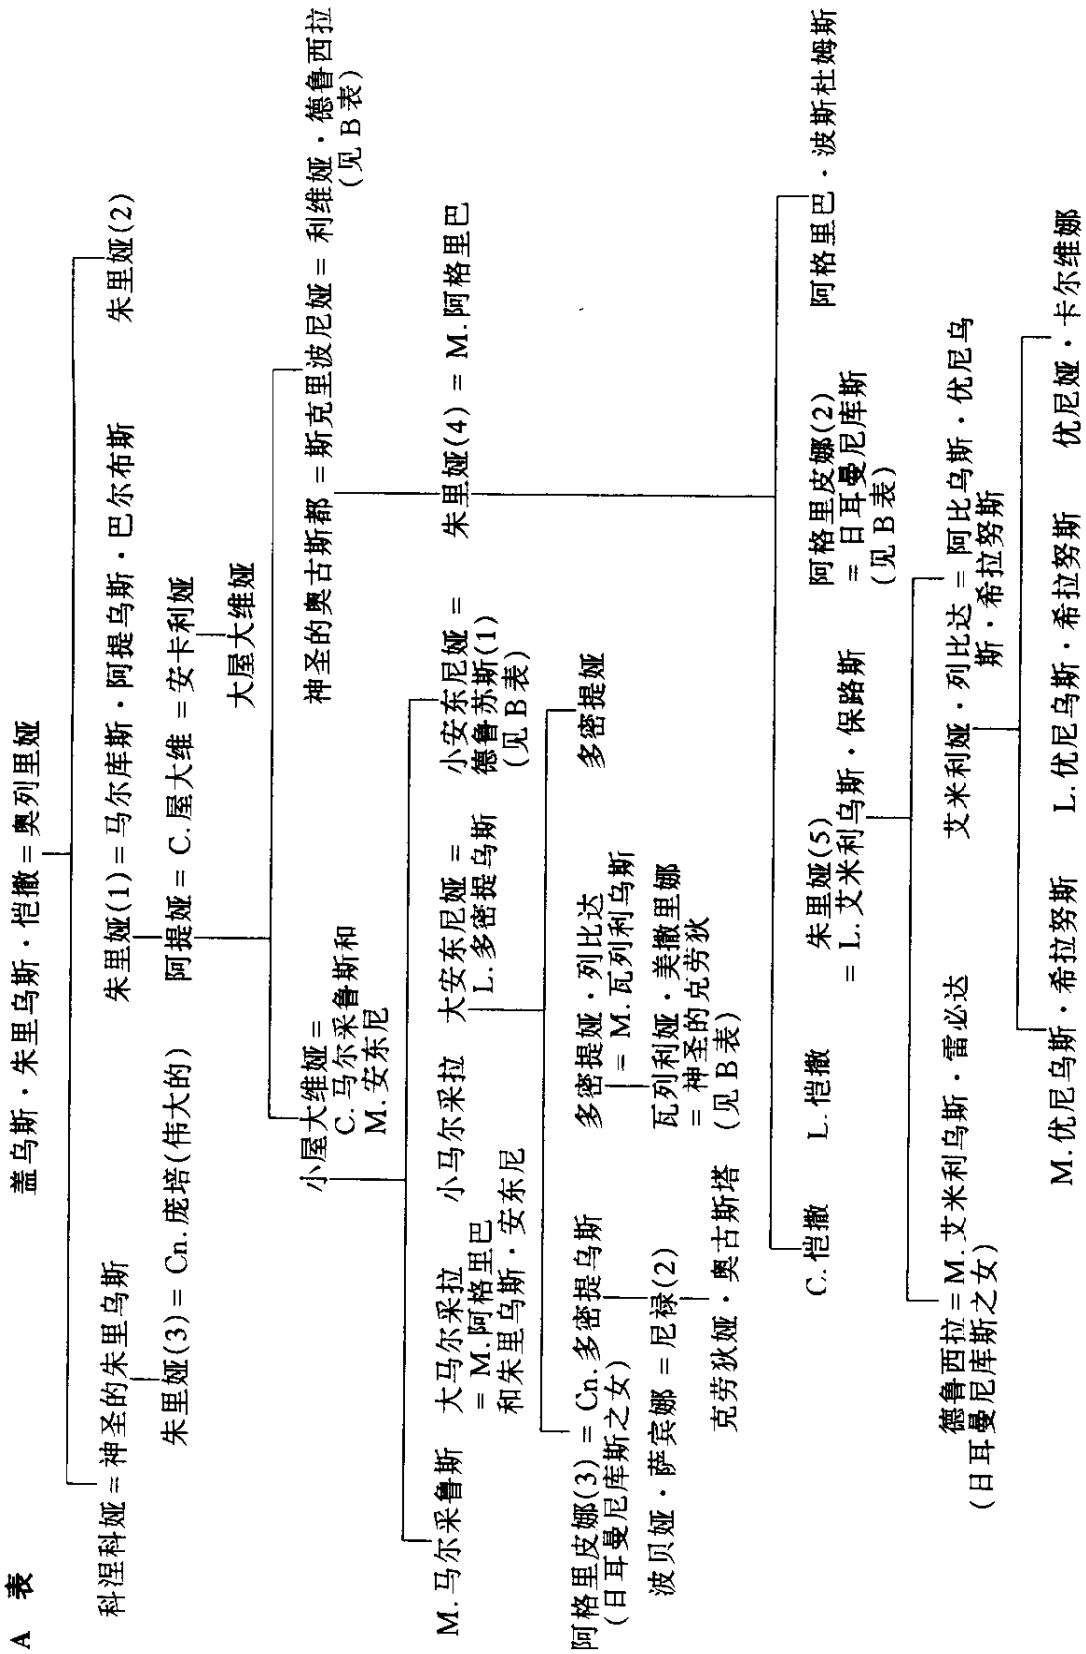 A 表
盖乌斯·朱里乌斯·恺撒＝奥列里娅
科涅科娅＝神圣的朱里乌斯
朱里娅(1)＝马尔库斯·阿提乌斯·巴尔布斯
朱里娅(2)
朱里娅(3)＝Cn.庞培(伟大的)
阿提娅＝C.屋大维＝安卡利娅
大屋大维娅
小屋大维娅＝
C.马尔采鲁斯和
M.安东尼
神圣的奥古斯都＝斯克里波尼娅＝利维娅·德鲁西拉
(见B表)
M.马尔采鲁斯
大马尔采拉
＝M.阿格里巴
和朱里乌斯·安东尼
小马尔采拉
大安东尼娅＝
L.多密提乌斯
小安东尼娅＝
德鲁苏斯(1)
(见B表)
朱里娅(4)＝M.阿格里巴
阿格里皮娜(3)＝Cn.多密提乌斯
(日耳曼尼库斯之女)
多密提娅·列比达
＝M.瓦列利乌斯
多密提娅
波贝娅·萨宾娜＝尼禄(2)
瓦列利娅·美撒里娜
＝神圣的克劳狄
(见B表)
克劳狄娅·奥古斯塔
C.恺撒
L.恺撒
朱里娅(5)
＝L.艾米利乌斯·保路斯
阿格里皮娜(2)
＝日耳曼尼库斯
(见B表)
阿格里巴·波斯杜姆斯
德鲁西拉＝M.艾米利乌斯·雷必达
(日耳曼尼库斯之女)
艾米利娅·列比达＝阿比乌斯·优尼乌
斯·希拉努斯
M.优尼乌斯·希拉努斯
L.优尼乌斯·希拉努斯
优尼娅·卡尔维娜